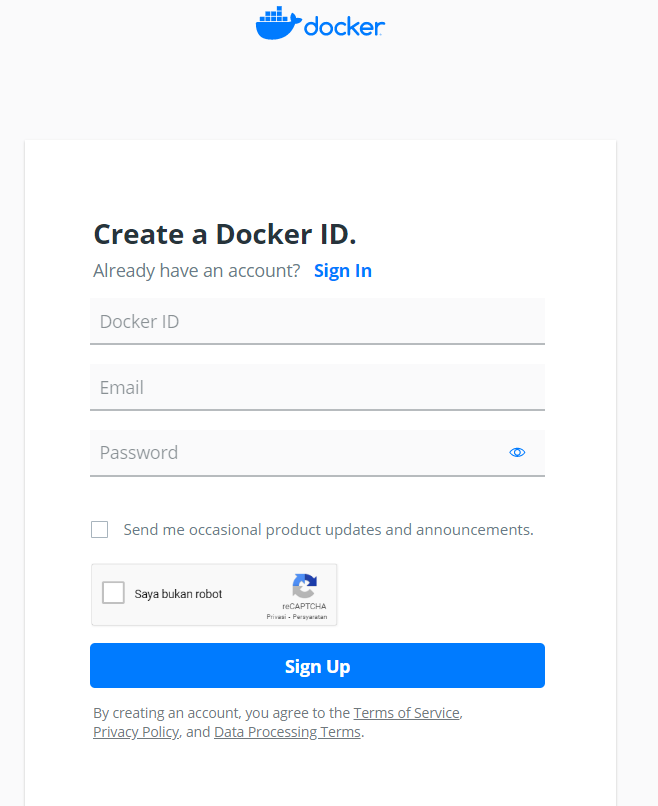 docker
Create a Docker ID.
Already have an account? Sign In
Docker ID
Email
Password
Send me occasional product updates and announcements.
Saya bukan robot
reCAPTCHA
Privasi - Persyaratan
Sign Up
By creating an account, you agree to the Terms of Service,
Privacy Policy, and Data Processing Terms.